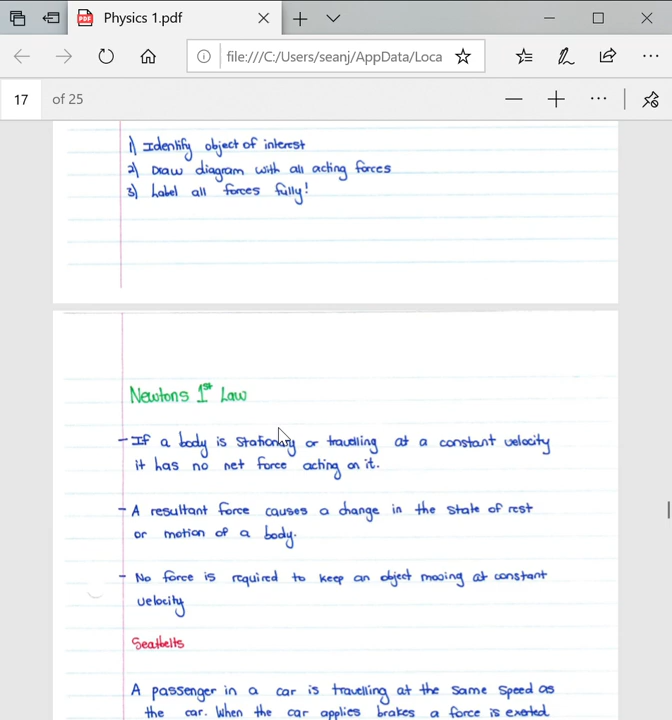 Physics 1.pdf
file:///C:/Users/seanj/AppData/Loca
17 of 25
1) Identify object of interest
2) Draw diagram with all acting forces
3) Label all forces fully!
Newtons 1st Law
- If a body is stationary or travelling at a constant velocity
it has no net force acting on it.
- A resultant force causes a change in the state of rest
or motion of a body.
- No force is required to keep an object moving at constant
velocity
Seatbelts
A passenger in a car is travelling at the same speed as
the car. When the car applies brakes a force is exerted